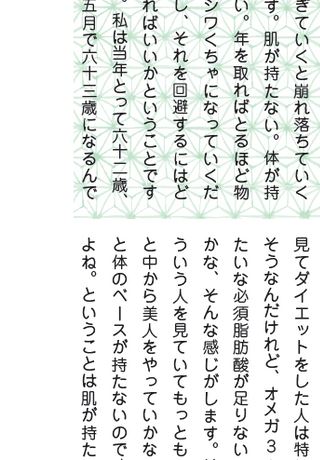 きていくと崩れ落ちていく
す。肌が持たない。体が持
い。年を取ればとるほど物
シワくちゃになっていくだ
し、それを回避するにはど
ればいいかということです
。私は当年とって六十二歳、
五月で六十三歳になるんで
見てダイエットをした人は特
そうなんだけれど、オメガ3
たいな必須脂肪酸が足りない
かな、そんな感じがします。
ういう人を見ていてもっとも
と中から美人をやっていかな
と体のベースが持たないので
よね。ということは肌が持た